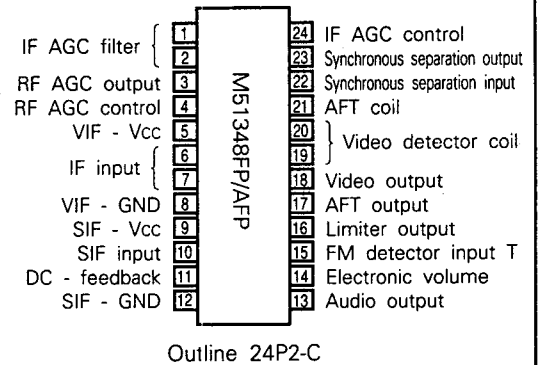 IF AGC filter
1
2
RF AGC output 3
RF AGC control 4
VIF - Vcc 5
IF input
6
7
VIF - GND 8
SIF - Vcc 9
SIF input 10
DC - feedback 11
SIF - GND 12
M51348FP/AFP
24 IF AGC control
23 Synchronous separation output
22 Synchronous separation input
21 AFT coil
20
19
Video detector coil
18 Video output
17 AFT output
16 Limiter output
15 FM detector input T
14 Electronic volume
13 Audio output
Outline 24P2-C